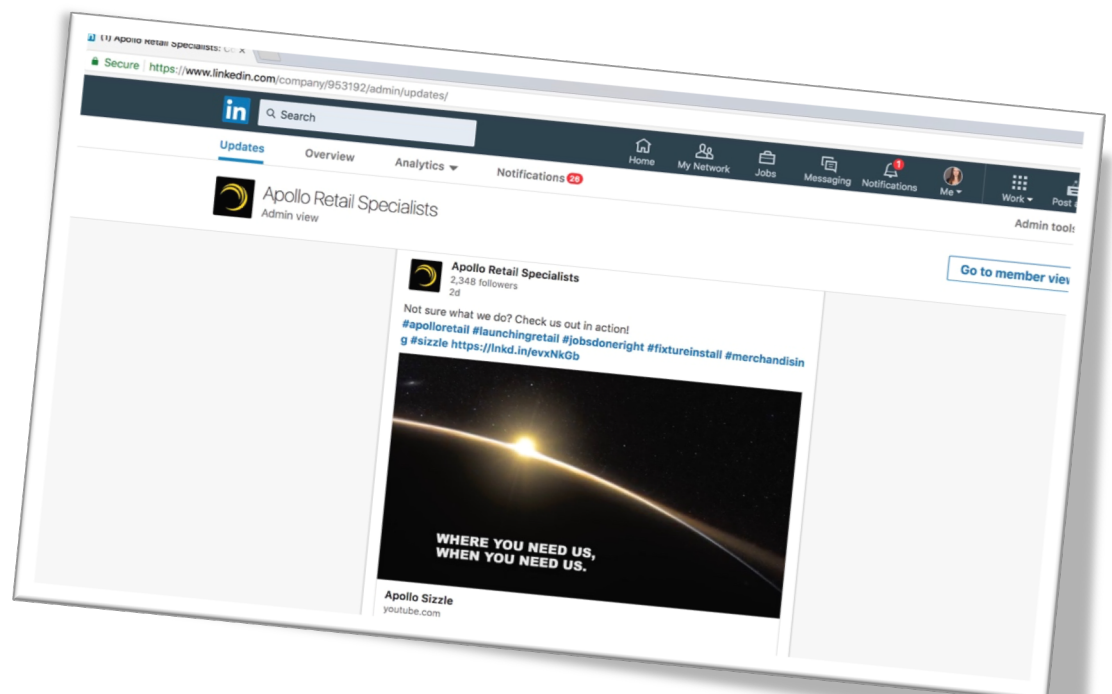 (1) Apollo Retail Specialists:
Secure https://www.linkedin.com/company/953192/admin/updates/
in Search
Home My Network Jobs Messaging 1 Notifications Me Work Post
Updates Overview Analytics Notifications 26
Admin tools
Apollo Retail Specialists
Admin view
Go to member view
Apollo Retail Specialists
2,348 followers
2d
Not sure what we do? Check us out in action!
#apolloretail #launchingretail #jobsdoneright #fixtureinstall #merchandisin
g #sizzle https://lnkd.in/evxNkGb
WHERE YOU NEED US,
WHEN YOU NEED US.
Apollo Sizzle
youtube.com